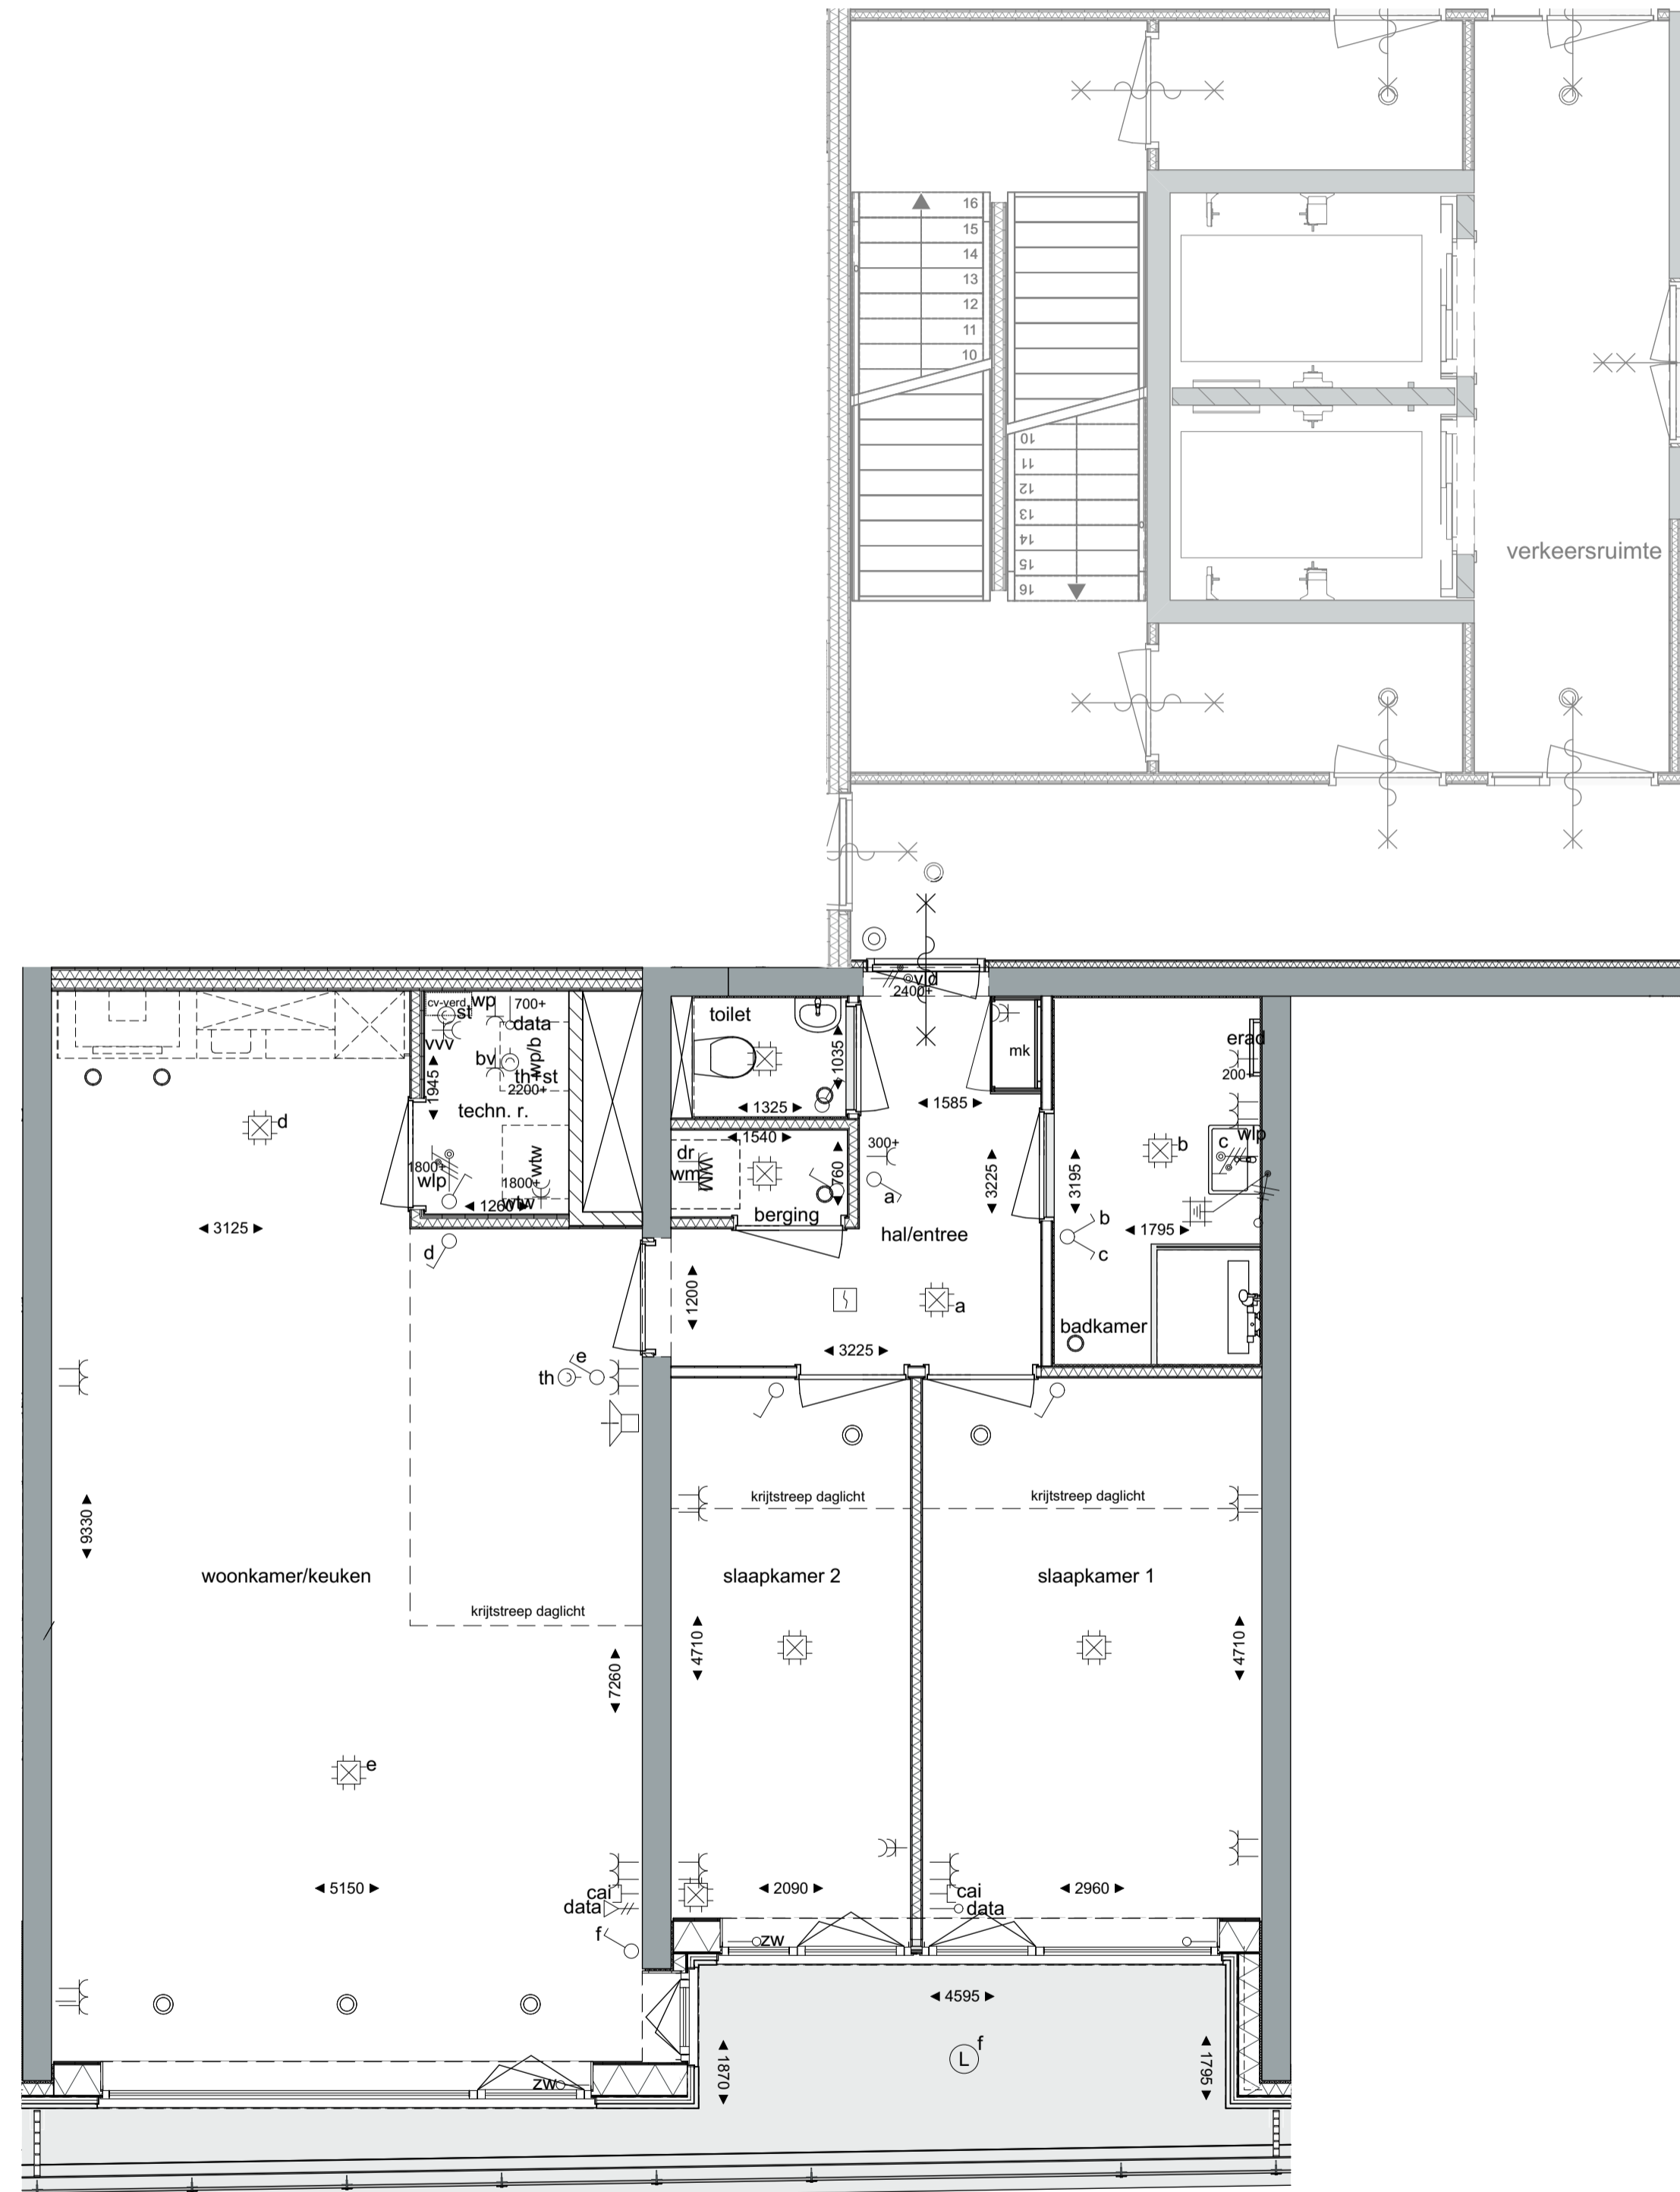 16
15
14
13
12
11
10
10
11
12
13
14
15
16
verkeersruimte
vld
2400+
cv-verd.
wp
st
700+
data
vvv
bv
wp/b
th+st
2200+
1945
techn. r.
1800+
wlp
1800+
wtw
wtw
1260
toilet
1035
1325
1585
mk
erad
200+
d
1540
dr
wm
WM
760
berging
300+
a
3225
3195
b
c
wlp
b
c
1795
3125
d
hal/entree
1200
a
3225
badkamer
e
th
krijtstreep daglicht
krijtstreep daglicht
9330
woonkamer/keuken
slaapkamer 2
slaapkamer 1
krijtstreep daglicht
7260
4710
4710
e
5150
cai
data
f
2090
cai
data
2960
zw
4595
f
L
1870
1795
zw